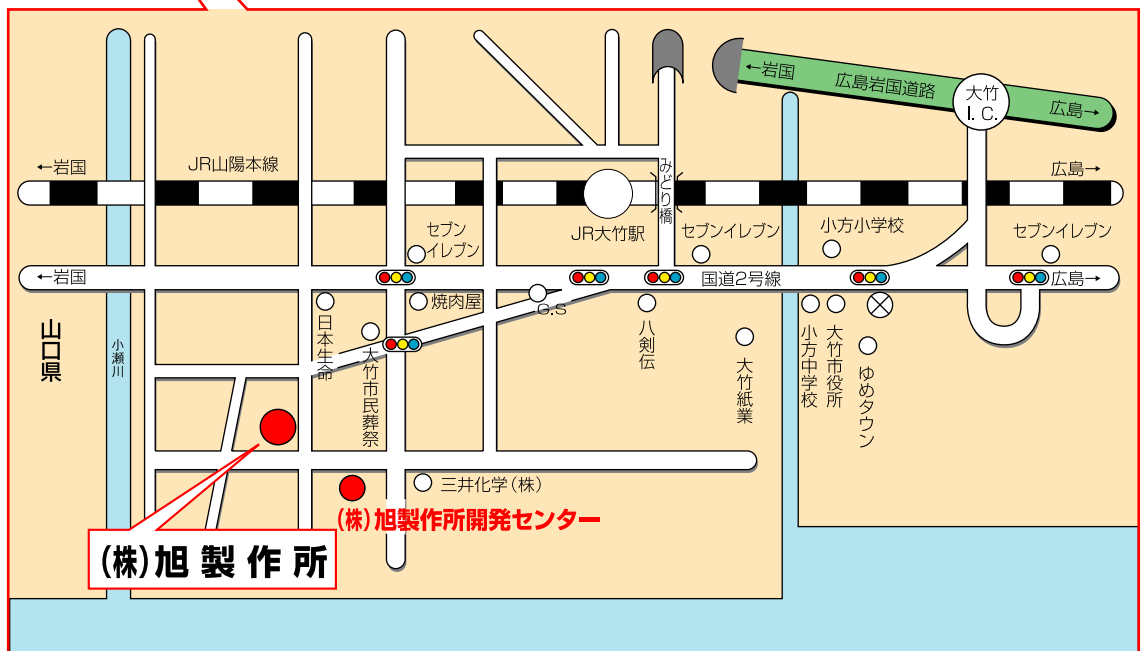 ←岩国
広島岩国道路
広島→
大竹
I.C.
←岩国
JR山陽本線
広島→
みどり橋
JR大竹駅
セブン
イレブン
セブンイレブン
小方小学校
セブンイレブン
←岩国
国道2号線
広島→
山口県
小瀬川
日本生命
大竹市民葬祭
焼肉屋
G.S
八剣伝
大竹紙業
小方中学校
大竹市役所
ゆめタウン
三井化学(株)
(株)旭製作所開発センター
(株)旭製作所